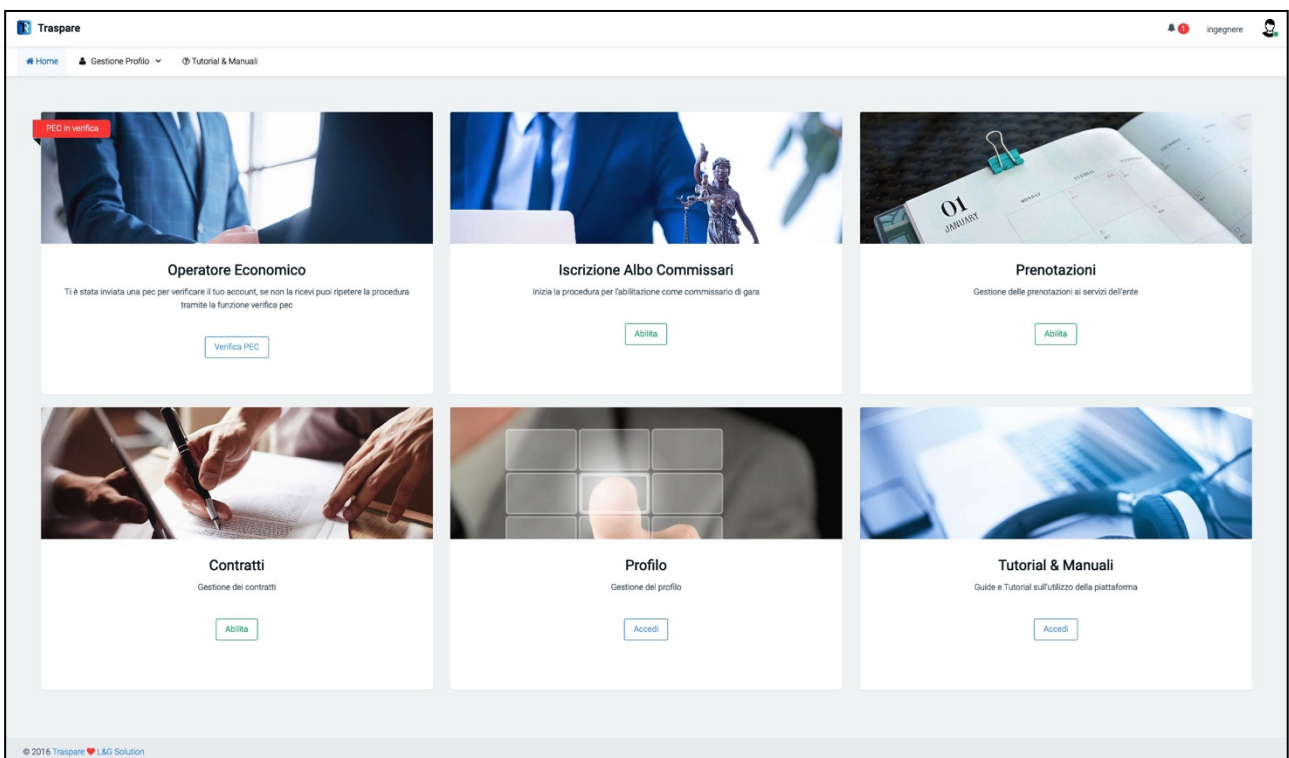 Traspare
1
ingegnere
Home
Gestione Profilo
Tutorial & Manuali
PEC in verifica
01
JANUARY
MONDAY
TUESDAY
Operatore Economico
Ti è stata inviata una pec per verificare il tuo account, se non la ricevi puoi ripetere la procedura
tramite la funzione verifica pec
Verifica PEC
Iscrizione Albo Commissari
Inizia la procedura per l'abilitazione come commissario di gara
Abilita
Prenotazioni
Gestione delle prenotazioni ai servizi dell'ente
Abilita
Contratti
Gestione dei contratti
Abilita
Profilo
Gestione del profilo
Accedi
Tutorial & Manuali
Guide e Tutorial sull'utilizzo della piattaforma
Accedi
© 2016 Traspare L&G Solution